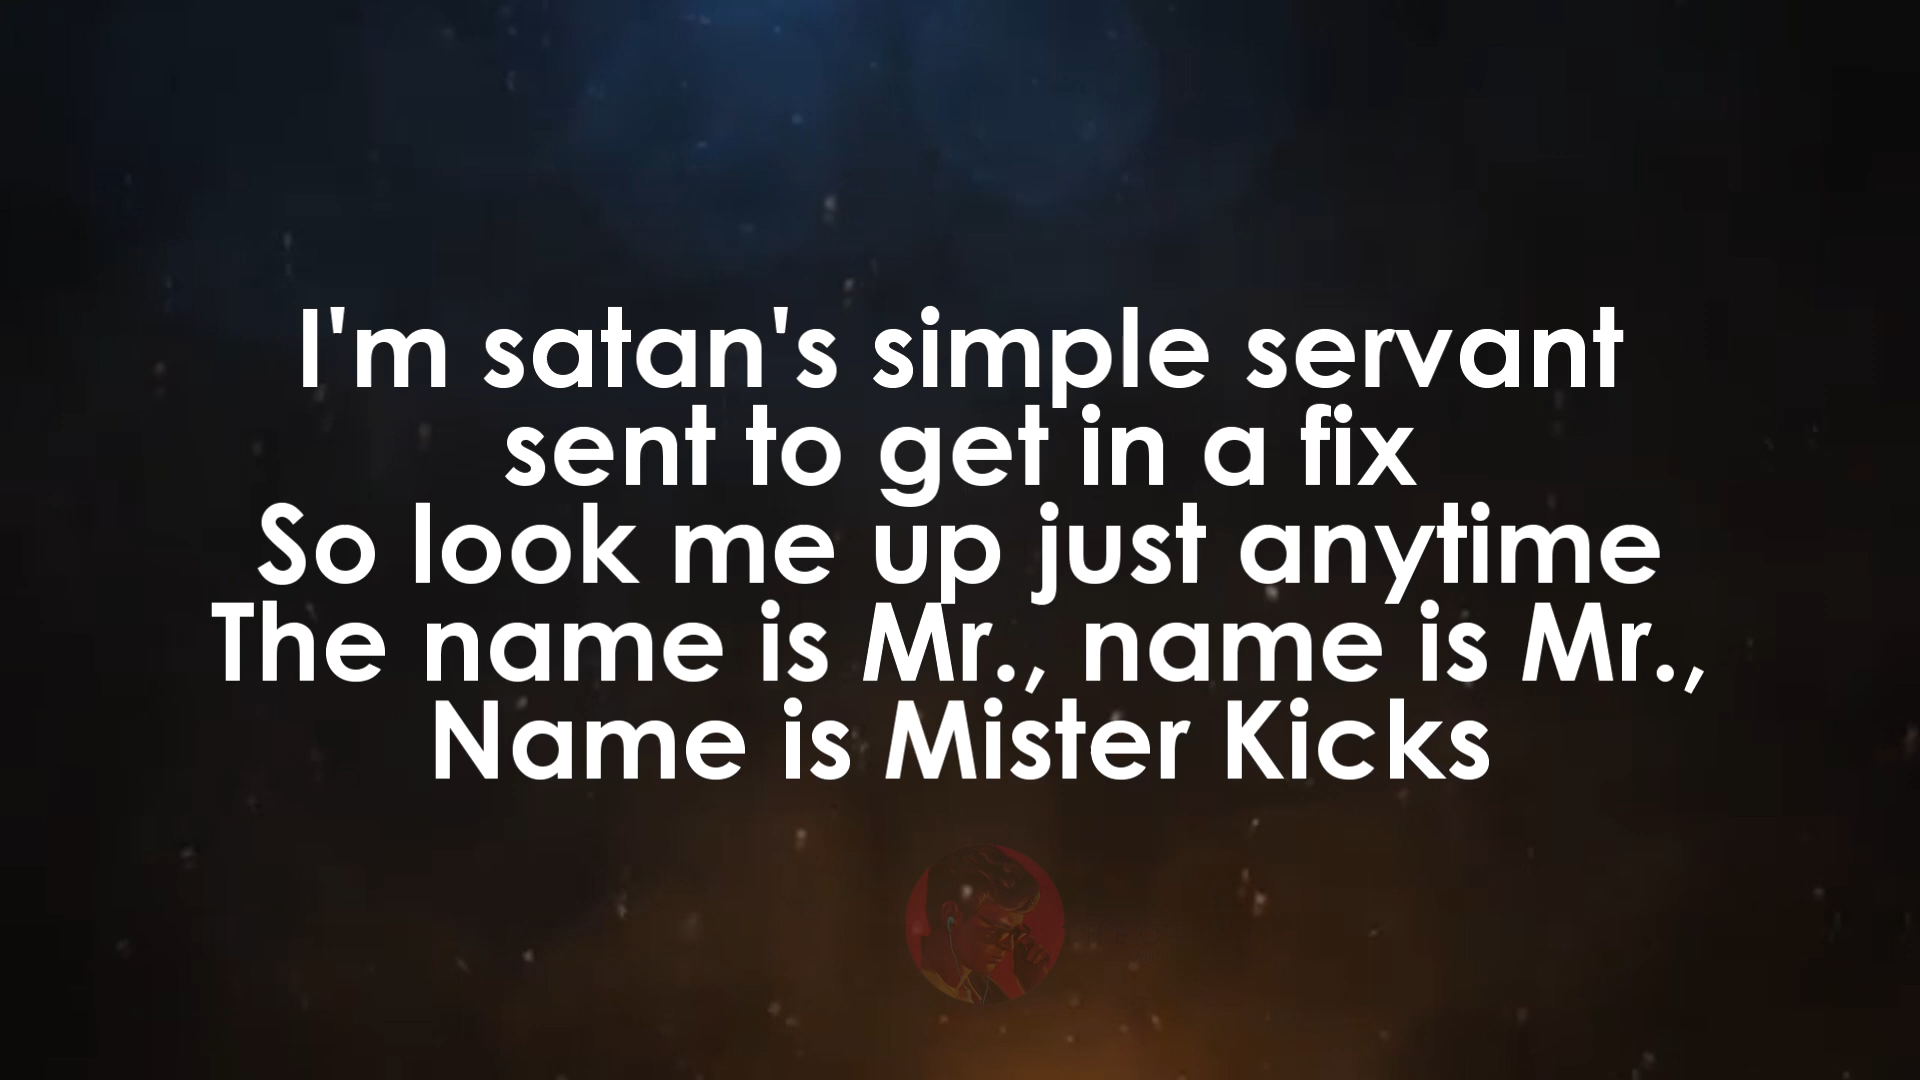 I'm satan's simple servant
sent to get in a fix
So look me up just anytime
The name is Mr., name is Mr.,
Name is Mister Kicks